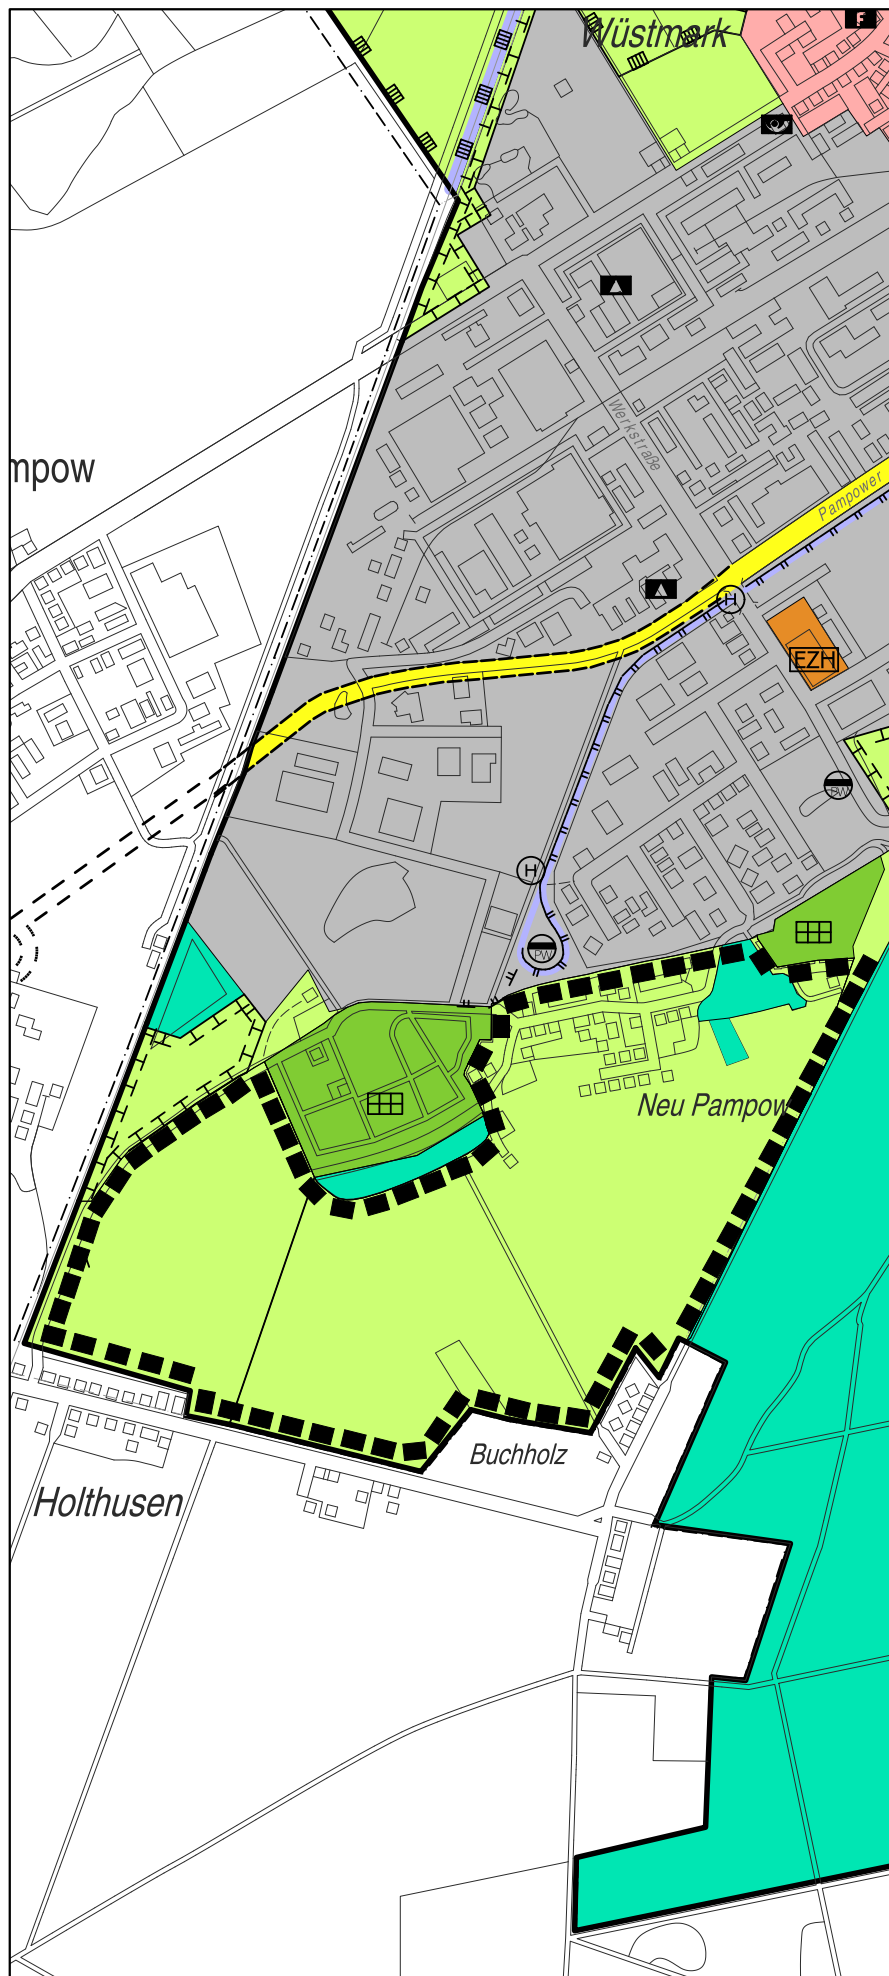 Wüstmark
F
mpow
Werkstraße
Pampower
H
EZH
PW
H
PW
Neu Pampow
Buchholz
Holthusen